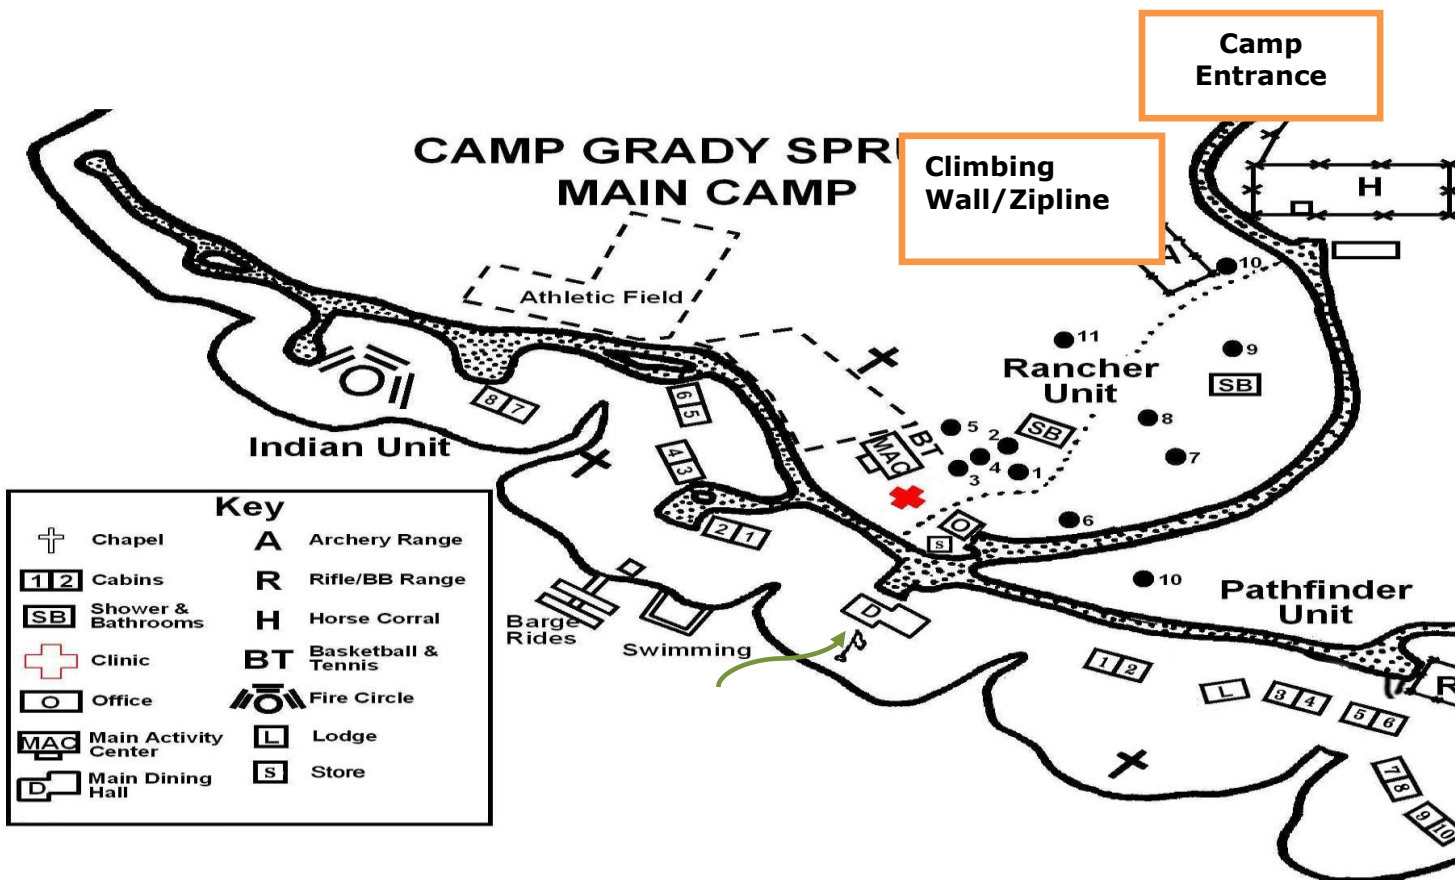 Camp
Entrance
CAMP GRADY SPRU
MAIN CAMP
Climbing
Wall/Zipline
H
A
10
Athletic Field
11
Rancher
Unit
9
SB
8
7
6
5
2
4
3
1
SB
BT
MAC
O
S
10
8 7
6 5
4 3
2 1
Indian Unit
Barge
Rides
Swimming
D
Pathfinder
Unit
1 2
L
3 4
5 6
R
7 8
9 10
Key
Chapel
1 2 Cabins
SB Shower &
Bathrooms
Clinic
O Office
MAC Main Activity
Center
D Main Dining
Hall
A Archery Range
R Rifle/BB Range
H Horse Corral
BT Basketball &
Tennis
Fire Circle
L Lodge
S Store